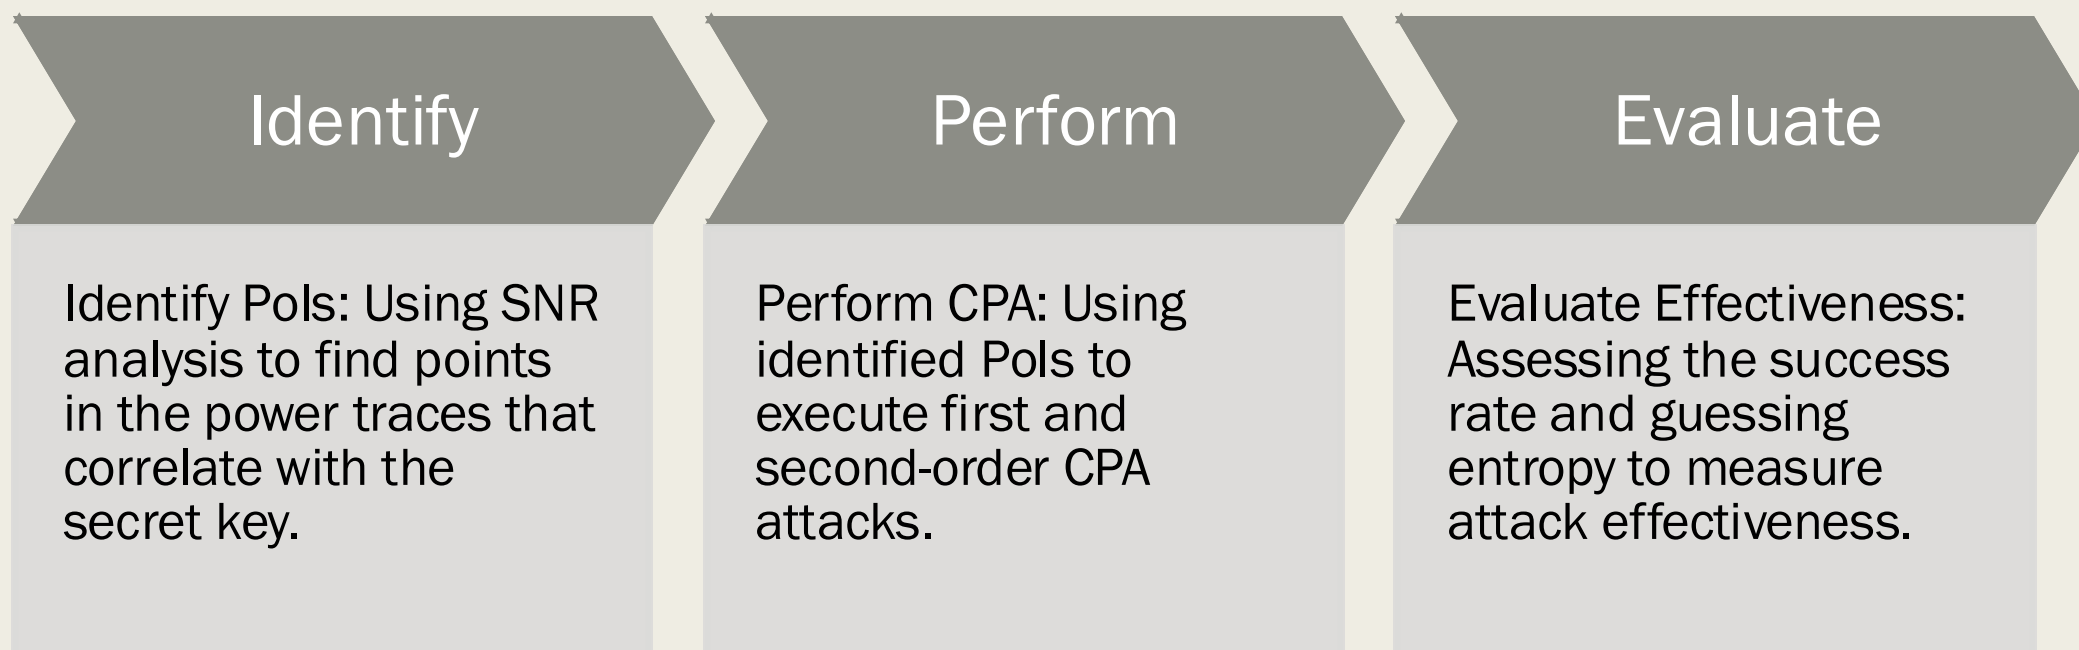 Identify
Perform
Evaluate
Identify PoIs: Using SNR
analysis to find points
in the power traces that
correlate with the
secret key.
Perform CPA: Using
identified PoIs to
execute first and
second-order CPA
attacks.
Evaluate Effectiveness:
Assessing the success
rate and guessing
entropy to measure
attack effectiveness.